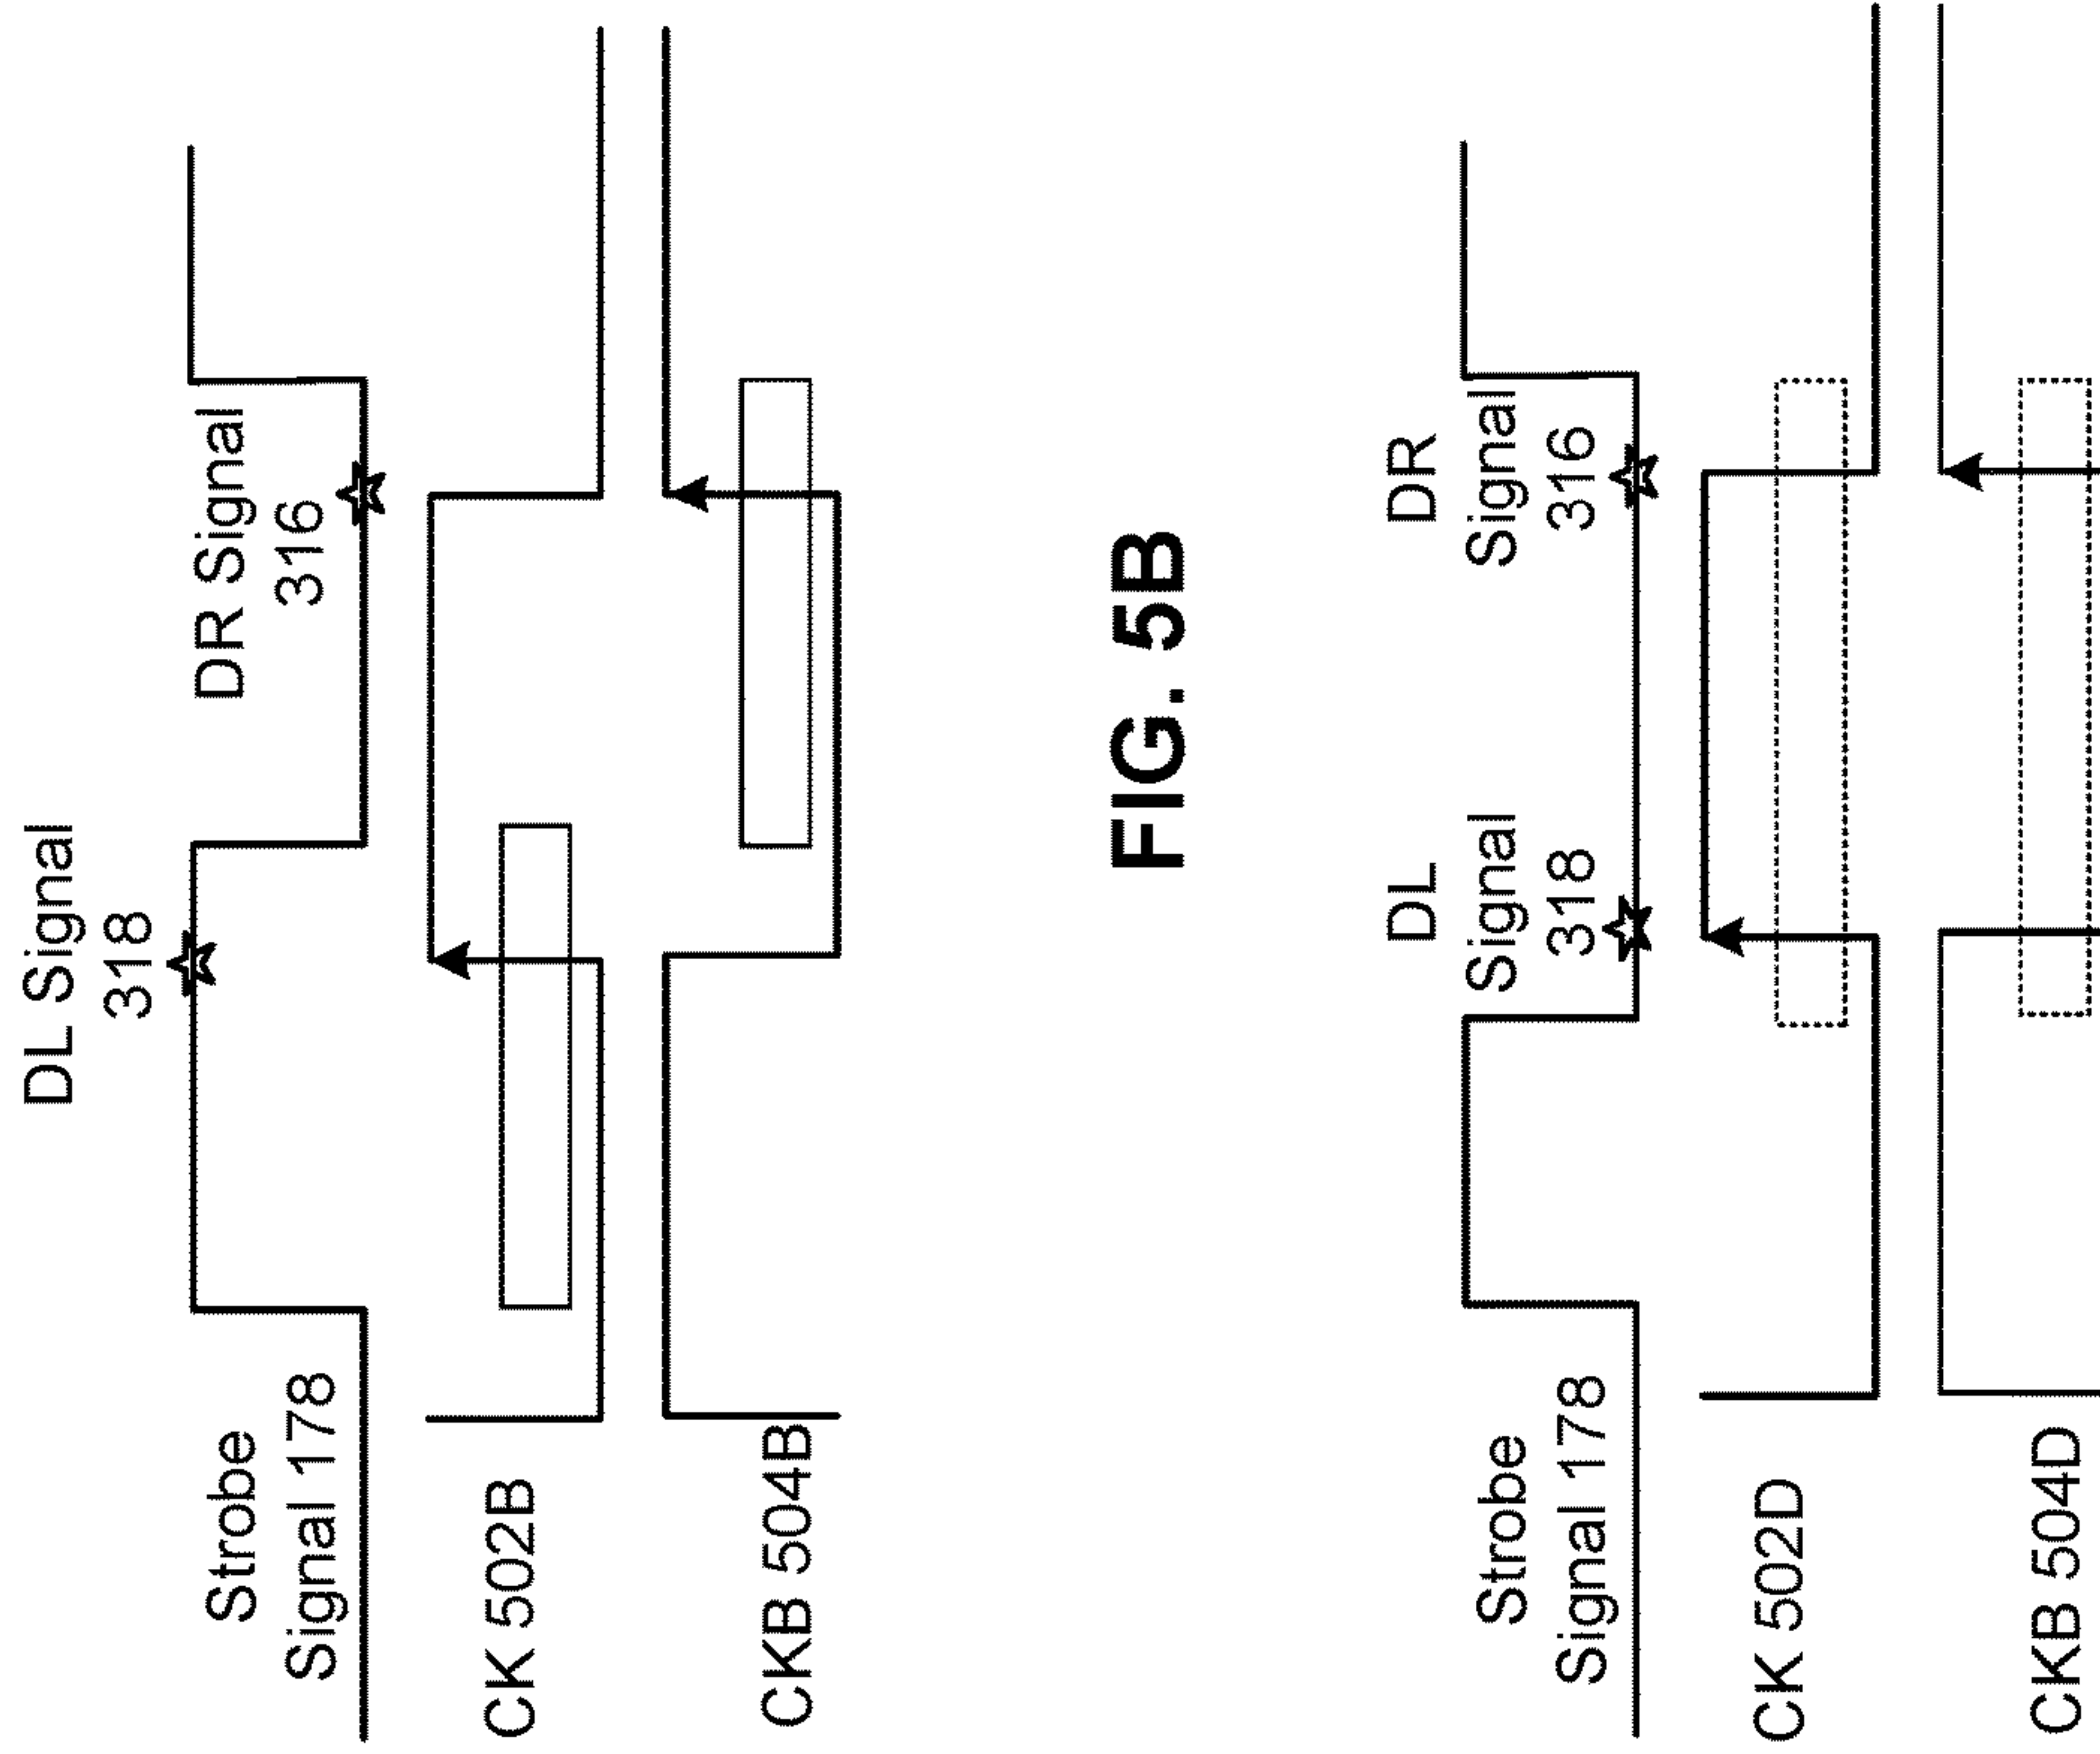 DL Signal
318
DR Signal
316
Strobe
Signal 178
CK 502B
CKB 504B
FIG. 5B
DL
Signal
318
DR
Signal
316
Strobe
Signal 178
CK 502D
CKB 504D